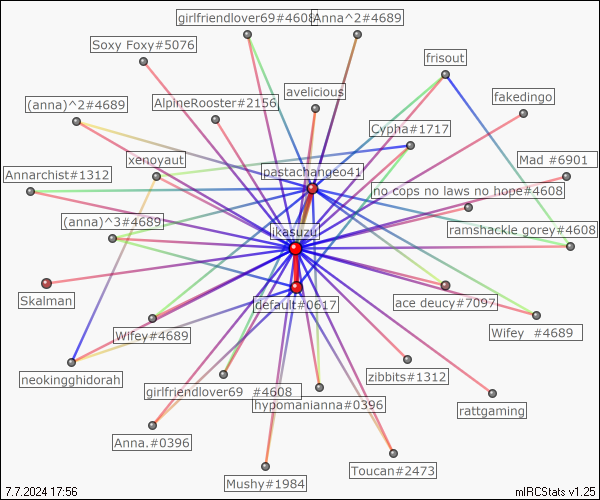 girlfriendlover69#4608
Anna^2#4689
Soxy Foxy#5076
frisout
avelicious
fakedingo
(anna)^2#4689
AlpineRooster#2156
Cypha#1717
xenoyaut
Mad #6901
Annarchist#1312
pastachangeo41
no cops no laws no hope#4608
(anna)^3#4689
ikasuzu
ramshackle gorey#4608
Skalman
default#0617
ace deucy#7097
Wifey#4689
Wifey #4689
neokingghidorah
girlfriendlover69 #4608
zibbits#1312
hypomanianna#0396
rattgaming
Anna.#0396
Mushy#1984
Toucan#2473
7.7.2024 17:56
mIRCStats v1.25